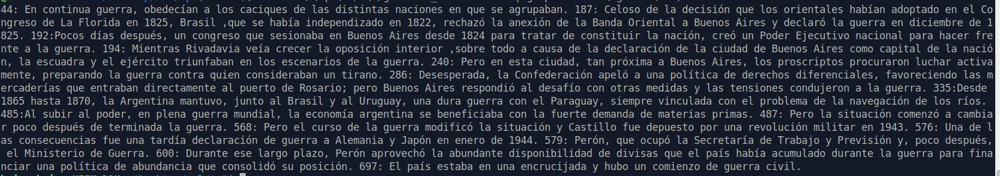 44: En continua guerra, obedecían a los caciques de las distintas naciones en que se agrupaban. 187: Celoso de la decisión que los orientales habían adoptado en el Co
ngreso de La Florida en 1825, Brasil ,que se había independizado en 1822, rechazó la anexión de la Banda Oriental a Buenos Aires y declaró la guerra en diciembre de 1
825. 192:Pocos días después, un congreso que sesionaba en Buenos Aires desde 1824 para tratar de constituir la nación, creó un Poder Ejecutivo nacional para hacer fre
nte a la guerra. 194: Mientras Rivadavia veía crecer la oposición interior ,sobre todo a causa de la declaración de la ciudad de Buenos Aires como capital de la nació
n, la escuadra y el ejército triunfaban en los escenarios de la guerra. 240: Pero en esta ciudad, tan próxima a Buenos Aires, los proscriptos procuraron luchar activa
mente, preparando la guerra contra quien consideraban un tirano. 286: Desesperada, la Confederación apeló a una política de derechos diferenciales, favoreciendo las m
ercaderías que entraban directamente al puerto de Rosario; pero Buenos Aires respondió al desafío con otras medidas y las tensiones condujeron a la guerra. 335:Desde
1865 hasta 1870, la Argentina mantuvo, junto al Brasil y al Uruguay, una dura guerra con el Paraguay, siempre vinculada con el problema de la navegación de los ríos.
485:Al subir al poder, en plena guerra mundial, la economía argentina se beneficiaba con la fuerte demanda de materias primas. 487: Pero la situación comenzó a cambia
r poco después de terminada la guerra. 568: Pero el curso de la guerra modificó la situación y Castillo fue depuesto por una revolución militar en 1943. 576: Una de l
as consecuencias fue una tardía declaración de guerra a Alemania y Japón en enero de 1944. 579: Perón, que ocupó la Secretaría de Trabajo y Previsión y, poco después,
 el Ministerio de Guerra. 600: Durante ese largo plazo, Perón aprovechó la abundante disponibilidad de divisas que el país había acumulado durante la guerra para fina
nciar una política de abundancia que consolidó su posición. 697: El país estaba en una encrucijada y hubo un comienzo de guerra civil.